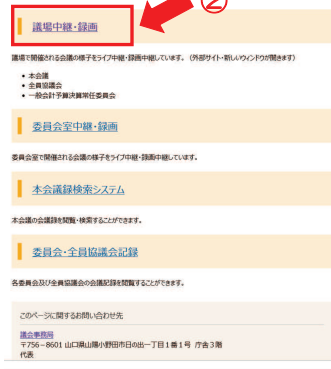 ②
議場中継・録画
議場で開催される会議の様子をライブ中継・録画中継しています。（外部サイト・新しいウィンドウが開きます）
• 本会議
• 全員協議会
• 一般会計予算決算常任委員会
委員会室中継・録画
委員会室で開催される会議の様子をライブ中継・録画中継しています。
本会議録検索システム
本会議の会議録を閲覧・検索することができます。
委員会・全員協議会記録
各委員会及び全員協議会の会議記録を閲覧することができます。
このページに関するお問い合わせ先
議会事務局
〒756－8601 山口県山陽小野田市日の出一丁目１番１号 庁舎３階
代表